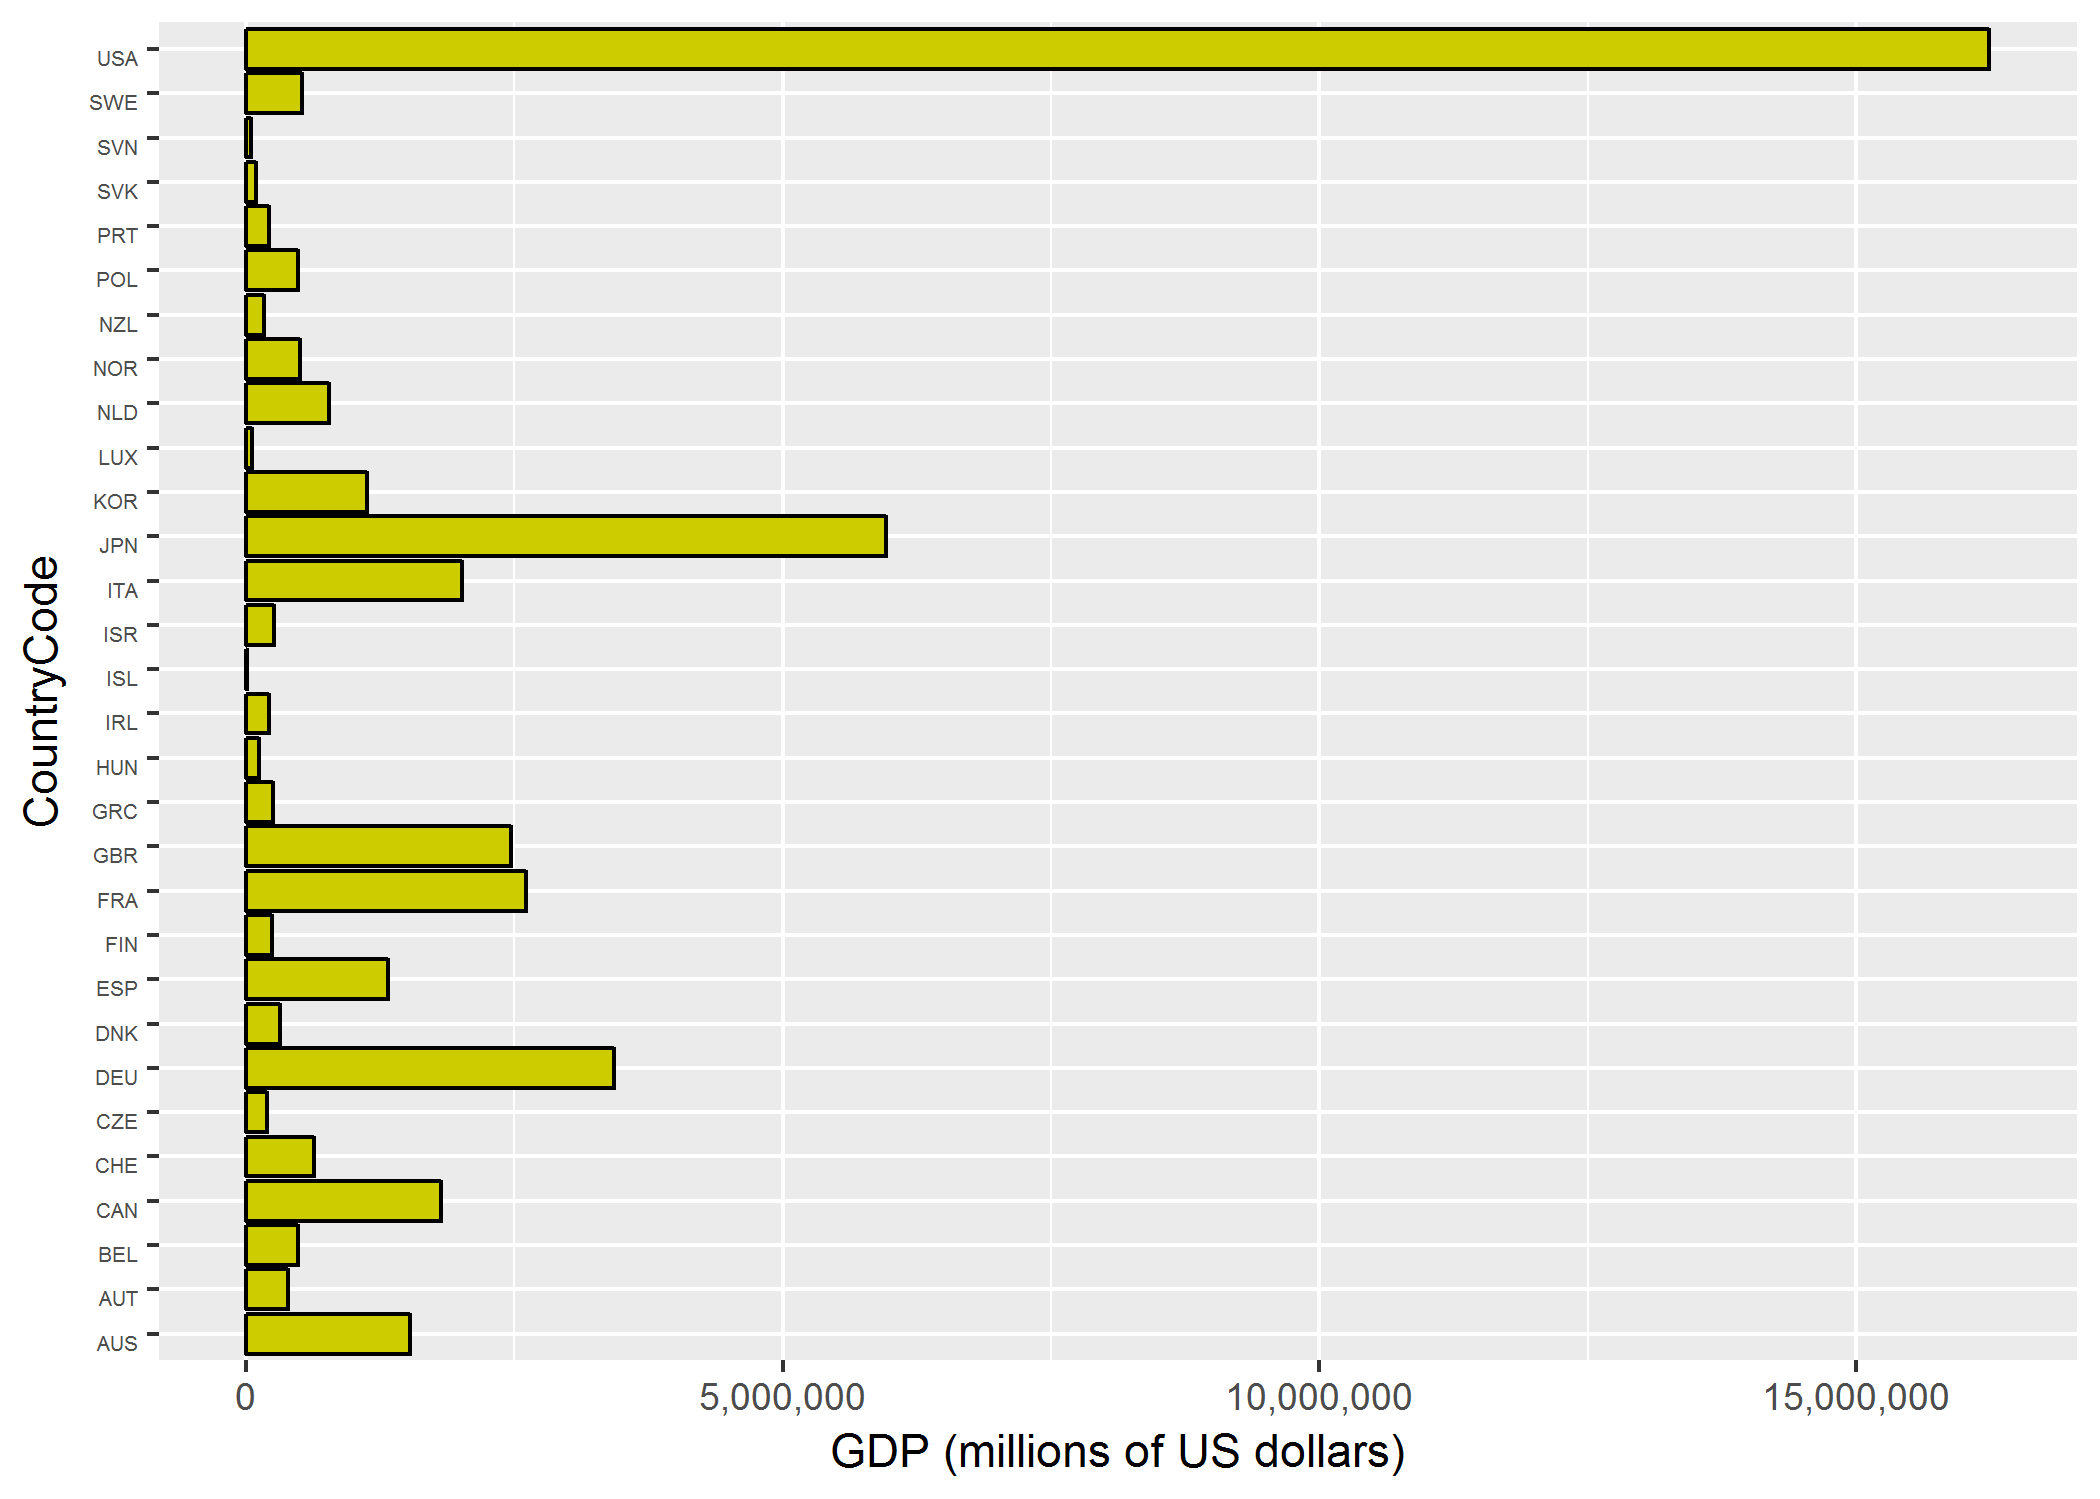 USA
SWE
SVN
SVK
PRT
POL
NZL
NOR
NLD
LUX
KOR
JPN
ITA
ISR
ISL
IRL
HUN
GRC
GBR
FRA
FIN
ESP
DNK
DEU
CZE
CHE
CAN
BEL
AUT
AUS
CountryCode
0 5,000,000 10,000,000 15,000,000
GDP (millions of US dollars)